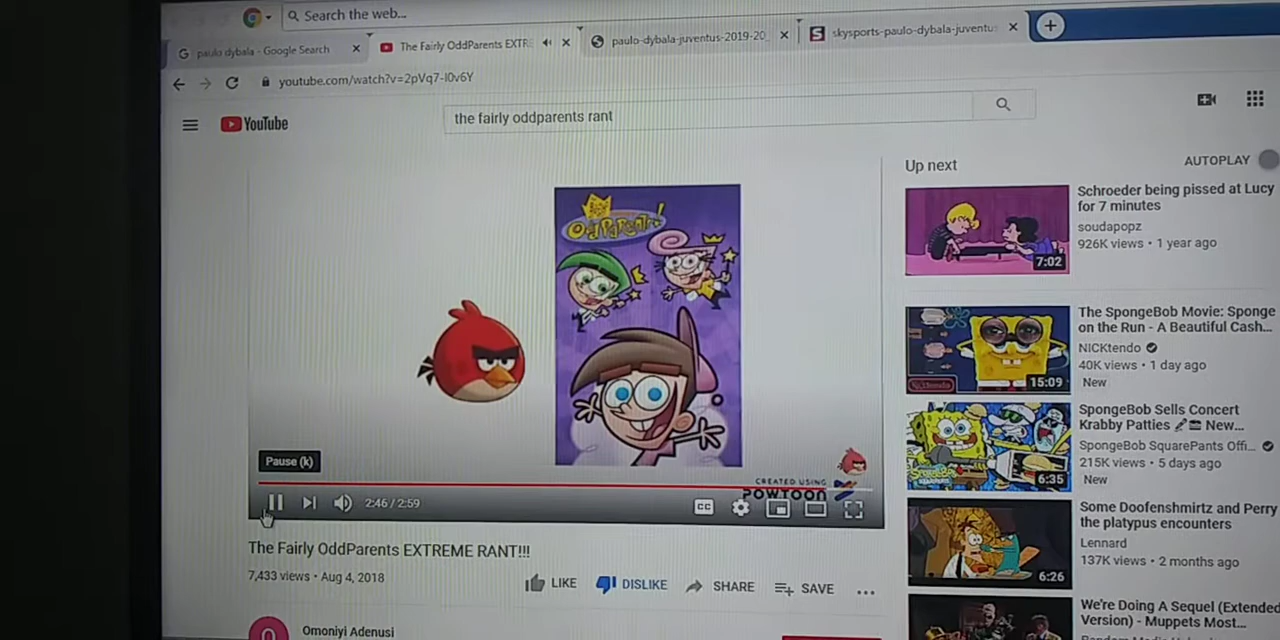 Search the web...
paulo dybala - Google Search
The Fairly OddParents EXTR
paulo-dybala-juventus-2019-20
skysports-paulo-dybala-juventu
youtube.com/watch?v=2pVq7-l0v6Y
YouTube
the fairly oddparents rant
Up next
AUTOPLAY
OddParents!
Schroeder being pissed at Lucy
for 7 minutes
soudapopz
926K views • 1 year ago
7:02
The SpongeBob Movie: Sponge
on the Run - A Beautiful Cash...
NICKtendo
40K views • 1 day ago
New
15:09
SpongeBob Sells Concert
Krabby Patties New...
SpongeBob SquarePants Offi...
215K views • 5 days ago
New
6:35
Some Doofenshmirtz and Perry
the platypus encounters
Lennard
137K views • 2 months ago
6:26
We're Doing A Sequel (Extended
Version) - Muppets Most...
Pause (k)
CREATED USING
POWTOON
2:46 / 2:59
CC
The Fairly OddParents EXTREME RANT!!!
7,433 views • Aug 4, 2018
LIKE
DISLIKE
SHARE
SAVE
Omoniyi Adenusi